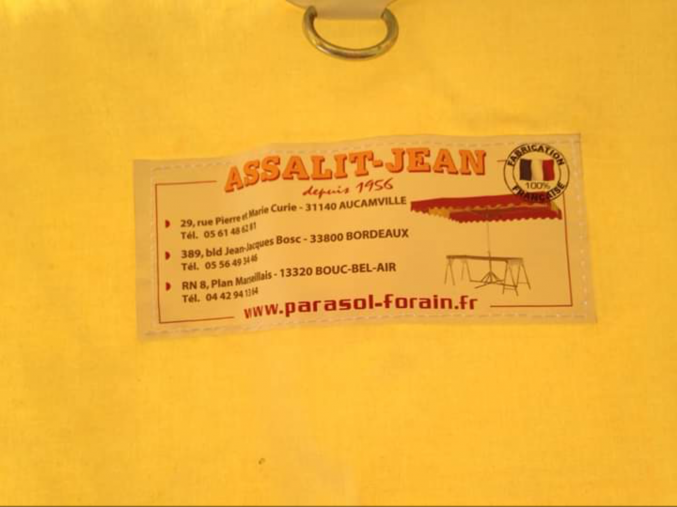 ASSALIT-JEAN
depuis 1956
FABRICATION
100%
FRANÇAISE
29, rue Pierre et Marie Curie - 31140 AUCAMVILLE
Tél. 05 61 48 62 81
389, bld Jean-Jacques Bosc - 33800 BORDEAUX
Tél. 05 56 49 34 46
RN 8, Plan Marseillais - 13320 BOUC-BEL-AIR
Tél. 04 42 94 13 64
www.parasol-forain.fr